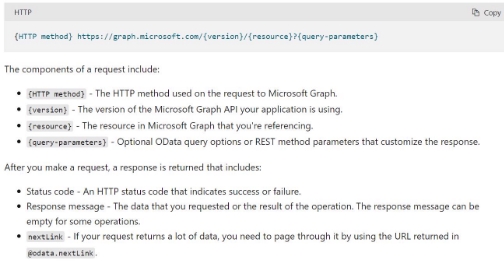 HTTP
Copy
{HTTP method} https://graph.microsoft.com/{version}/{resource}?{query-parameters}
The components of a request include:
• {HTTP method} - The HTTP method used on the request to Microsoft Graph.
• {version} - The version of the Microsoft Graph API your application is using.
• {resource} - The resource in Microsoft Graph that you're referencing.
• {query-parameters} - Optional OData query options or REST method parameters that customize the response.
After you make a request, a response is returned that includes:
• Status code - An HTTP status code that indicates success or failure.
• Response message - The data that you requested or the result of the operation. The response message can
be empty for some operations.
• nextLink - If your request returns a lot of data, you need to page through it by using the URL returned in
@odata.nextLink.